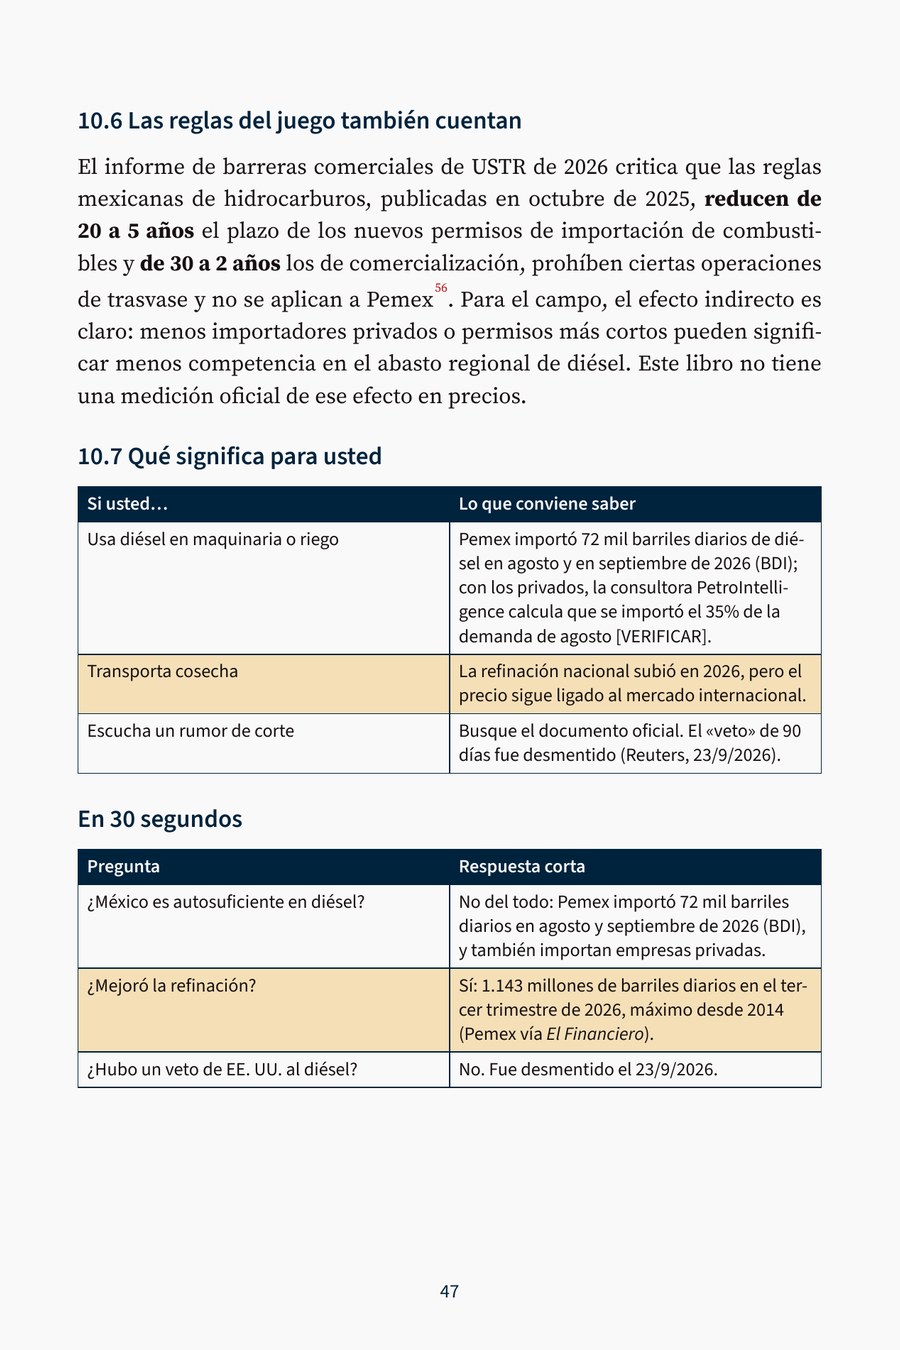 10.6 Las reglas del juego también cuentan
El informe de barreras comerciales de USTR de 2026 critica que las reglas
mexicanas de hidrocarburos, publicadas en octubre de 2025, reducen de
20 a 5 años el plazo de los nuevos permisos de importación de combusti-
bles y de 30 a 2 años los de comercialización, prohíben ciertas operaciones
de trasvase y no se aplican a Pemex56. Para el campo, el efecto indirecto es
claro: menos importadores privados o permisos más cortos pueden signifi-
car menos competencia en el abasto regional de diésel. Este libro no tiene
una medición oficial de ese efecto en precios.
10.7 Qué significa para usted
Si usted… Lo que conviene saber
Usa diésel en maquinaria o riego Pemex importó 72 mil barriles diarios de dié-
sel en agosto y en septiembre de 2026 (BDI);
con los privados, la consultora PetroIntelli-
gence calcula que se importó el 35% de la
demanda de agosto [VERIFICAR].
Transporta cosecha La refinación nacional subió en 2026, pero el
precio sigue ligado al mercado internacional.
Escucha un rumor de corte Busque el documento oficial. El «veto» de 90
días fue desmentido (Reuters, 23/9/2026).
En 30 segundos
Pregunta Respuesta corta
¿México es autosuficiente en diésel? No del todo: Pemex importó 72 mil barriles
diarios en agosto y septiembre de 2026 (BDI),
y también importan empresas privadas.
¿Mejoró la refinación? Sí: 1.143 millones de barriles diarios en el ter-
cer trimestre de 2026, máximo desde 2014
(Pemex vía El Financiero).
¿Hubo un veto de EE. UU. al diésel? No. Fue desmentido el 23/9/2026.
47